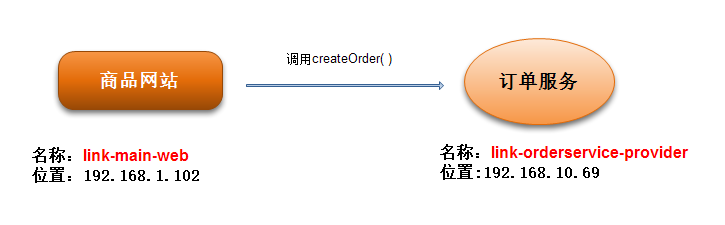 调用createOrder( )
商品网站
订单服务
名称：link-main-web
位置：192.168.1.102
名称：link-orderservice-provider
位置:192.168.10.69